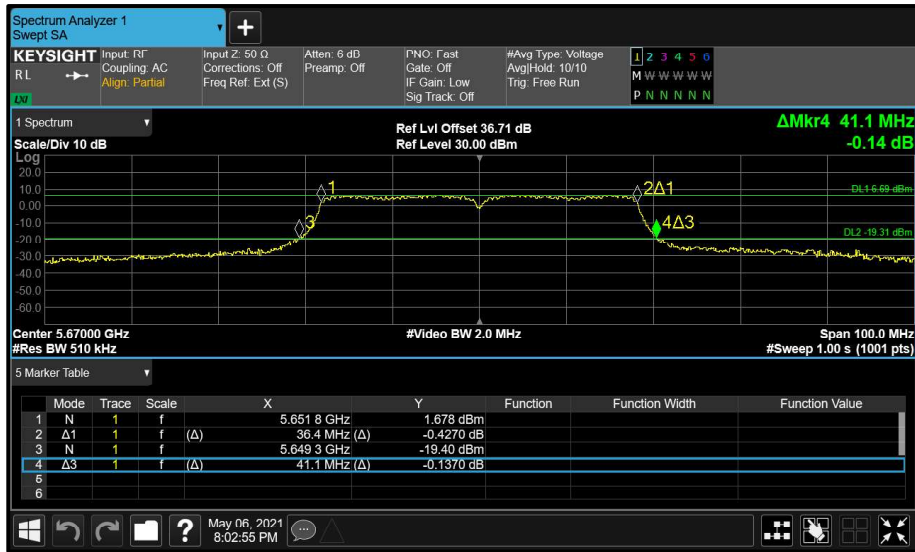 Spectrum Analyzer 1
Swept SA
+
KEYSIGHT Input: RF Input Z: 50 Ω Atten: 6 dB PNO: Fast #Avg Type: Voltage 1 2 3 4 5 6
RL Coupling: AC Corrections: Off Preamp: Off Gate: Off Avg|Hold: 10/10 M W W W W W
Align: Partial Freq Ref: Ext (S) IF Gain: Low Trig: Free Run
LXI Sig Track: Off P N N N N N
1 Spectrum Ref Lvl Offset 36.71 dB ΔMkr4 41.1 MHz
Scale/Div 10 dB Ref Level 30.00 dBm -0.14 dB
Log
20.0
10.0 1 2Δ1 DL1 6.69 dBm
0.00
-10.0 3 4Δ3
-20.0 DL2 -19.31 dBm
-30.0
-40.0
-50.0
-60.0
Center 5.67000 GHz #Video BW 2.0 MHz Span 100.0 MHz
#Res BW 510 kHz #Sweep 1.00 s (1001 pts)
5 Marker Table
Mode Trace Scale X Y Function Function Width Function Value
1 N 1 f 5.651 8 GHz 1.678 dBm
2 Δ1 1 f (Δ) 36.4 MHz (Δ) -0.4270 dB
3 N 1 f 5.649 3 GHz -19.40 dBm
4 Δ3 1 f (Δ) 41.1 MHz (Δ) -0.1370 dB
5
6
? May 06, 2021
8:02:55 PM